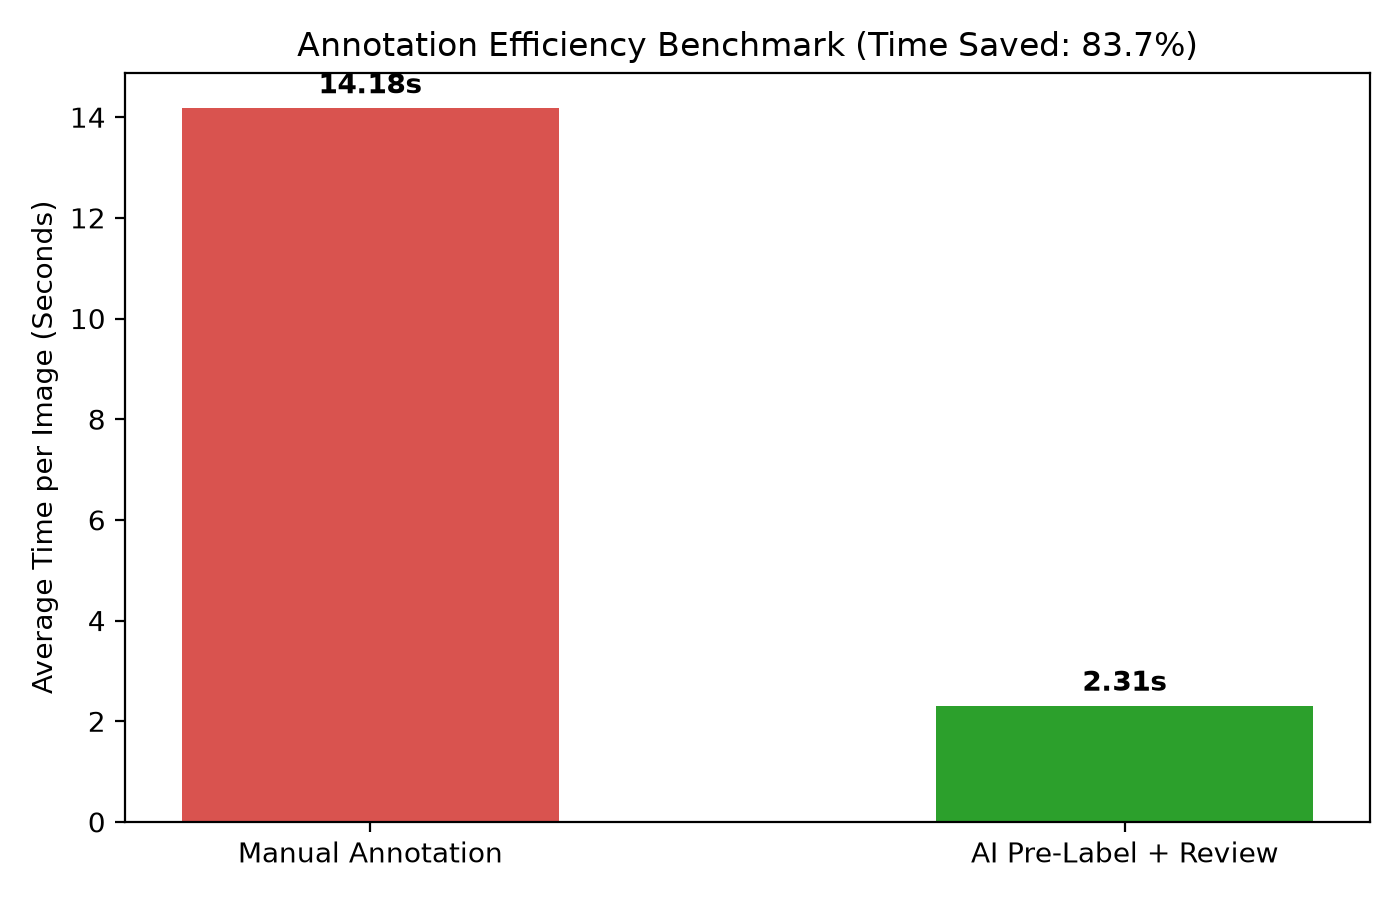 Annotation Efficiency Benchmark (Time Saved: 83.7%)
14.18s
14
12
10
8
6
4
2
0
Average Time per Image (Seconds)
2.31s
Manual Annotation
AI Pre-Label + Review